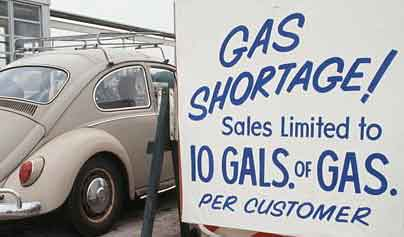 GAS
SHORTAGE!
Sales Limited to
10 GALS. OF GAS.
PER CUSTOMER